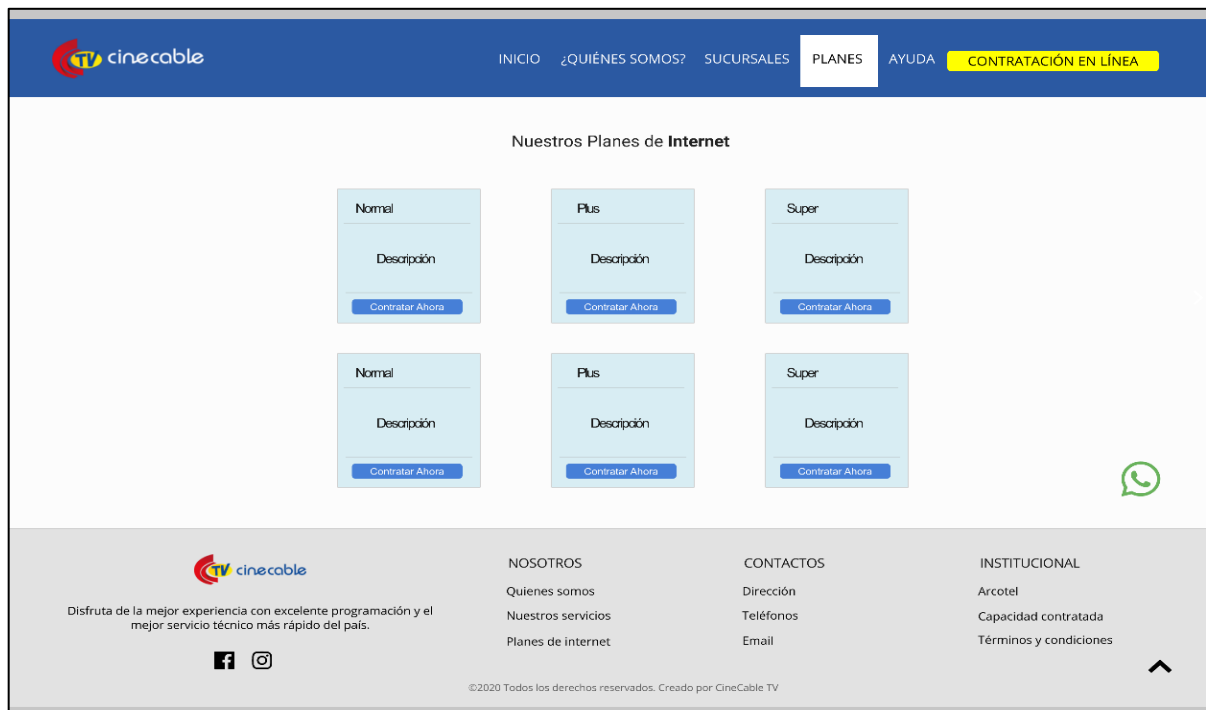 TV cinecable
INICIO ¿QUIÉNES SOMOS? SUCURSALES PLANES AYUDA CONTRATACIÓN EN LÍNEA
Nuestros Planes de Internet
Normal Plus Super
Descripción Descripción Descripción
Contratar Ahora Contratar Ahora Contratar Ahora
Normal Plus Super
Descripción Descripción Descripción
Contratar Ahora Contratar Ahora Contratar Ahora
TV cinecable
Disfruta de la mejor experiencia con excelente programación y el
mejor servicio técnico más rápido del país.
NOSOTROS
Quienes somos
Nuestros servicios
Planes de internet
CONTACTOS
Dirección
Teléfonos
Email
INSTITUCIONAL
Arcotel
Capacidad contratada
Términos y condiciones
©2020 Todos los derechos reservados. Creado por CineCable TV